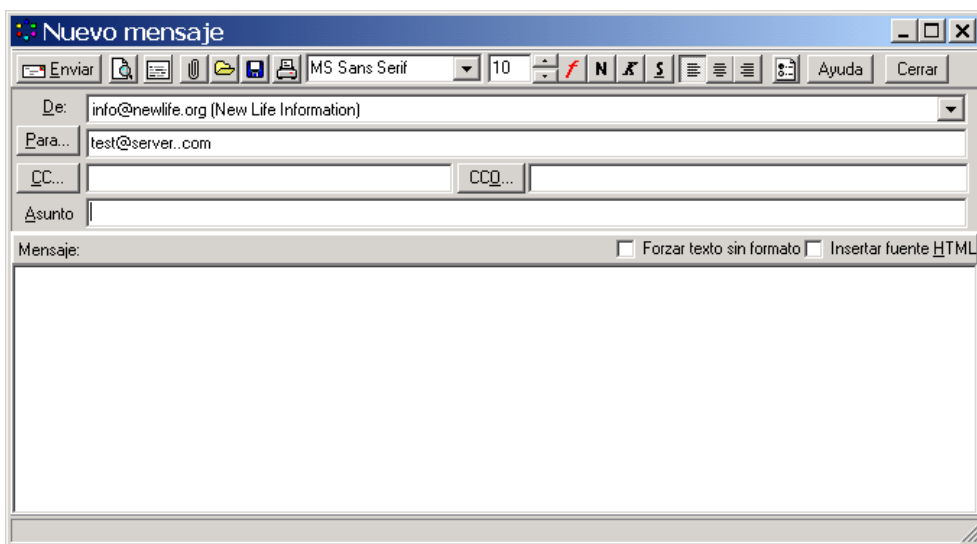 Nuevo mensaje
Enviar MS Sans Serif 10 f N K S Ayuda Cerrar
De: info@newlife.org (New Life Information)
Para... test@server..com
CC... CCO...
Asunto
Mensaje: Forzar texto sin formato Insertar fuente HTML